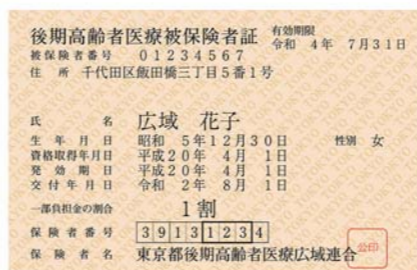 後期高齢者医療被保険者証 有効期限 令和 4年 7月31日
被保険者番号 01234567
住 所 千代田区飯田橋三丁目5番1号
氏 名 広域 花子
生年月日 昭和 5年12月30日 性別 女
資格取得年月日 平成20年 4月 1日
発効期日 平成20年 4月 1日
交付年月日 令和 2年 8月 1日
一部負担金の割合 1割
保険者番号 39131234
保険者名 東京都後期高齢者医療広域連合 公印